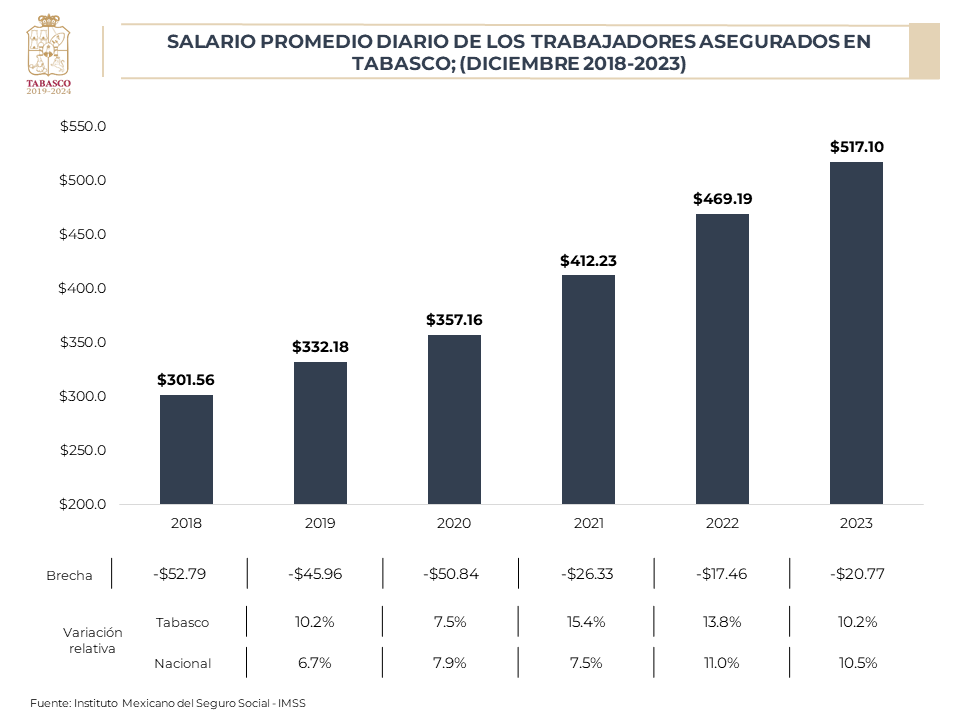 TABASCO
2019-2024
SALARIO PROMEDIO DIARIO DE LOS TRABAJADORES ASEGURADOS EN
TABASCO; (DICIEMBRE 2018-2023)
$550.0
$500.0
$450.0
$400.0
$350.0
$300.0
$250.0
$200.0
$301.56
$332.18
$357.16
$412.23
$469.19
$517.10
2018 2019 2020 2021 2022 2023
Brecha -$52.79 -$45.96 -$50.84 -$26.33 -$17.46 -$20.77
Variación
relativa
Tabasco 10.2% 7.5% 15.4% 13.8% 10.2%
Nacional 6.7% 7.9% 7.5% 11.0% 10.5%
Fuente: Instituto Mexicano del Seguro Social - IMSS